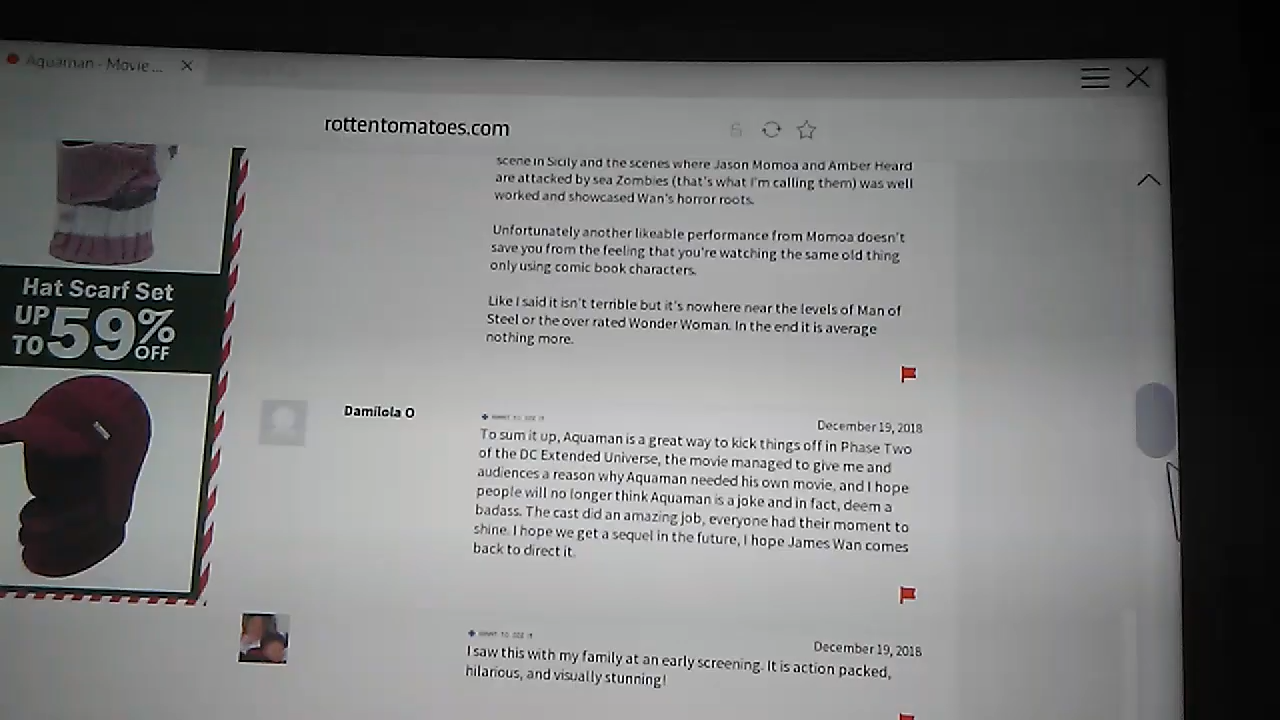 Aquaman - Movie ...
rottentomatoes.com
scene in Sicily and the scenes where Jason Momoa and Amber Heard
are attacked by sea Zombies (that's what I'm calling them) was well
worked and showcased Wan's horror roots.
Unfortunately another likeable performance from Momoa doesn't
save you from the feeling that you're watching the same old thing
only using comic book characters.
Like I said it isn't terrible but it's nowhere near the levels of Man of
Steel or the over rated Wonder Woman. In the end it is average
nothing more.
Hat Scarf Set
UP
TO 59% OFF
Damilola O
WANT TO SEE IT
December 19, 2018
To sum it up, Aquaman is a great way to kick things off in Phase Two
of the DC Extended Universe, the movie managed to give me and
audiences a reason why Aquaman needed his own movie, and I hope
people will no longer think Aquaman is a joke and in fact, deem a
badass. The cast did an amazing job, everyone had their moment to
shine. I hope we get a sequel in the future, I hope James Wan comes
back to direct it.
WANT TO SEE IT
December 19, 2018
I saw this with my family at an early screening. It is action packed,
hilarious, and visually stunning!